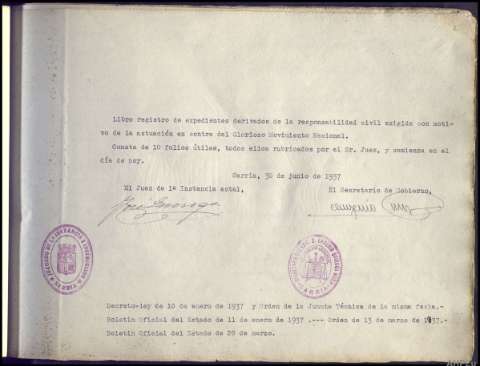 Libro registro de expedientes derivados de la responsabilidad civil exigida con moti-
vo de la actuación en contra del Glorioso Movimiento Nacional.
Consta de 10 folios útiles, todos ellos rubricados por el Sr. Juez, y comienza en el
día de hoy.
Gerría, 30 de junio de 1937
El Juez de 1ª Instancia actal, El Secretario de Gobierno,
Decreto-ley de 10 de enero de 1937 y Orden de la Junata Técnica de la misma fecha.-
Boletín Oficial del Estado de 11 de enero de 1937 .--- Orden de 13 de marzo de 1937.-
Boletín Oficial del Estado de 29 de marzo.